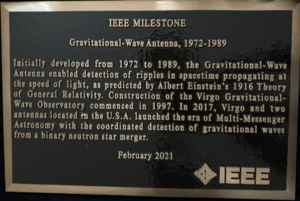 IEEE MILESTONE
Gravitational-Wave Antenna, 1972-1989
Initially developed from 1972 to 1989, the Gravitational-Wave
Antenna enabled detection of ripples in spacetime propagating at
the speed of light, as predicted by Albert Einstein's 1916 Theory
of General Relativity. Construction of the Virgo Gravitational-
Wave Observatory commenced in 1997. In 2017, Virgo and two
antennas located in the U.S.A. launched the era of Multi-Messenger
Astronomy with the coordinated detection of gravitational waves
from a binary neutron star merger.
February 2021
IEEE